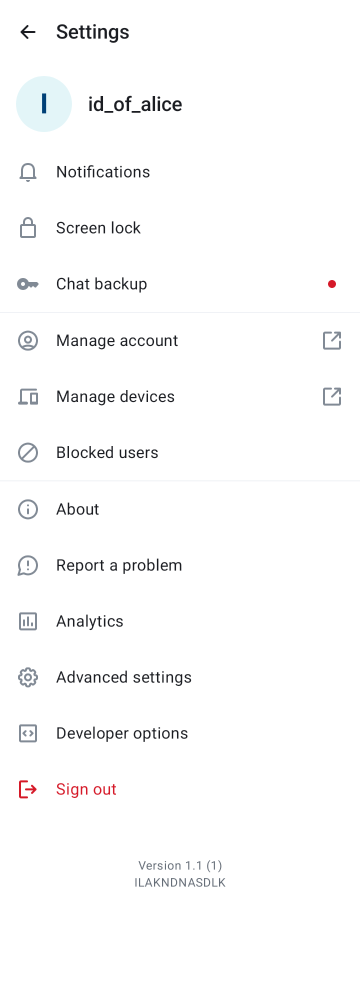 Settings
I
id_of_alice
Notifications
Screen lock
Chat backup
Manage account
Manage devices
Blocked users
About
Report a problem
Analytics
Advanced settings
Developer options
Sign out
Version 1.1 (1)
ILAKNDNASDLK